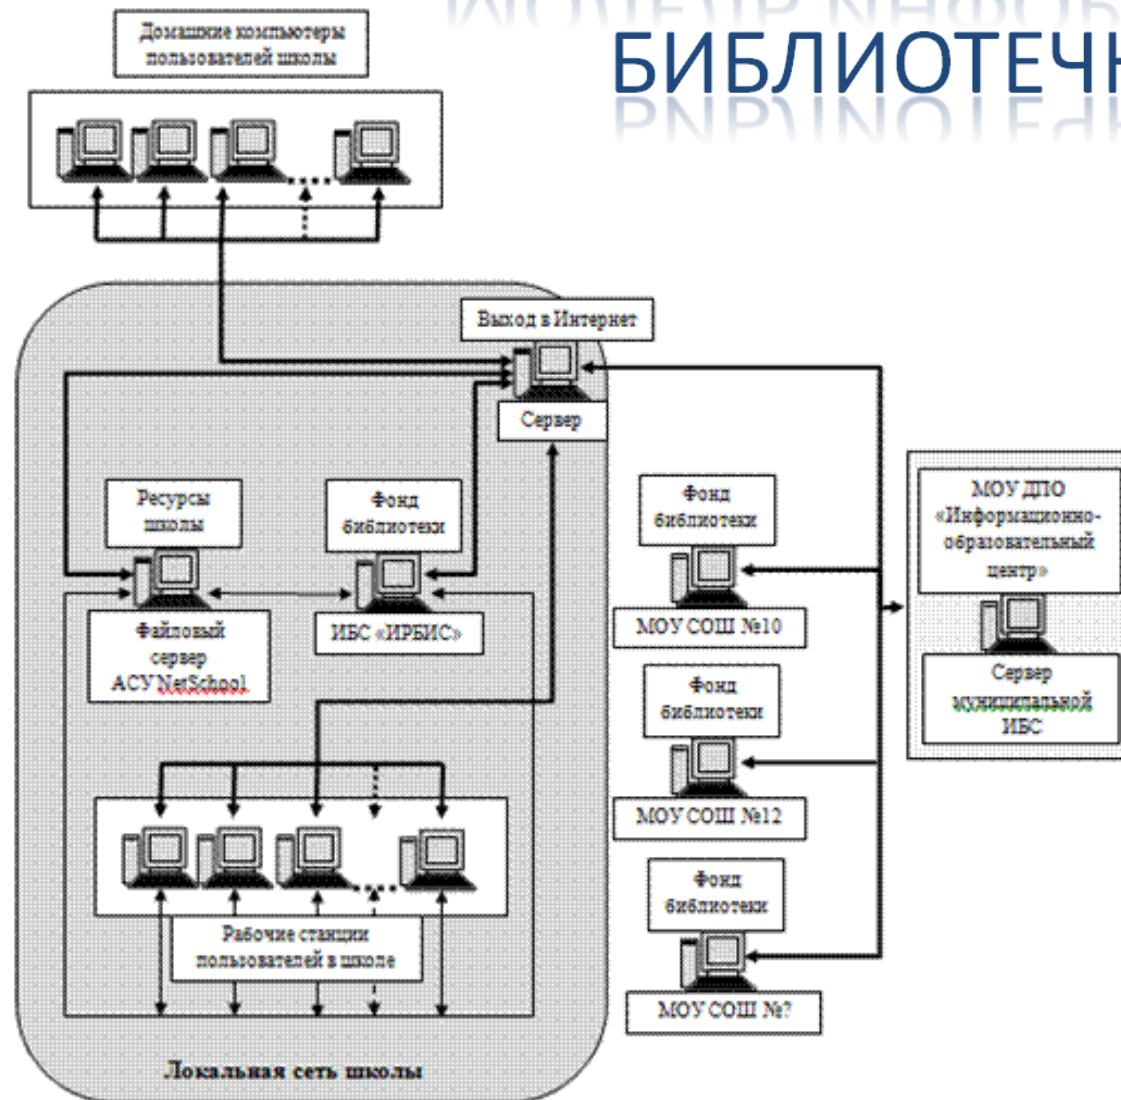 БИБЛИОТЕЧН
Домашние компьютеры
пользователей школы
Выход в Интернет
Сервер
Ресурсы
школы
Фонд
библиотеки
Файловый
сервер
АСУ NetSchool
ИБС «ИРБИС»
Фонд
библиотеки
МОУ СОШ №10
Фонд
библиотеки
МОУ СОШ №12
Фонд
библиотеки
МОУ СОШ №?
МОУ ДПО
«Информационно-
образовательный
центр»
Сервер
муниципальной
ИБС
Рабочие станции
пользователей в школе
Локальная сеть школы